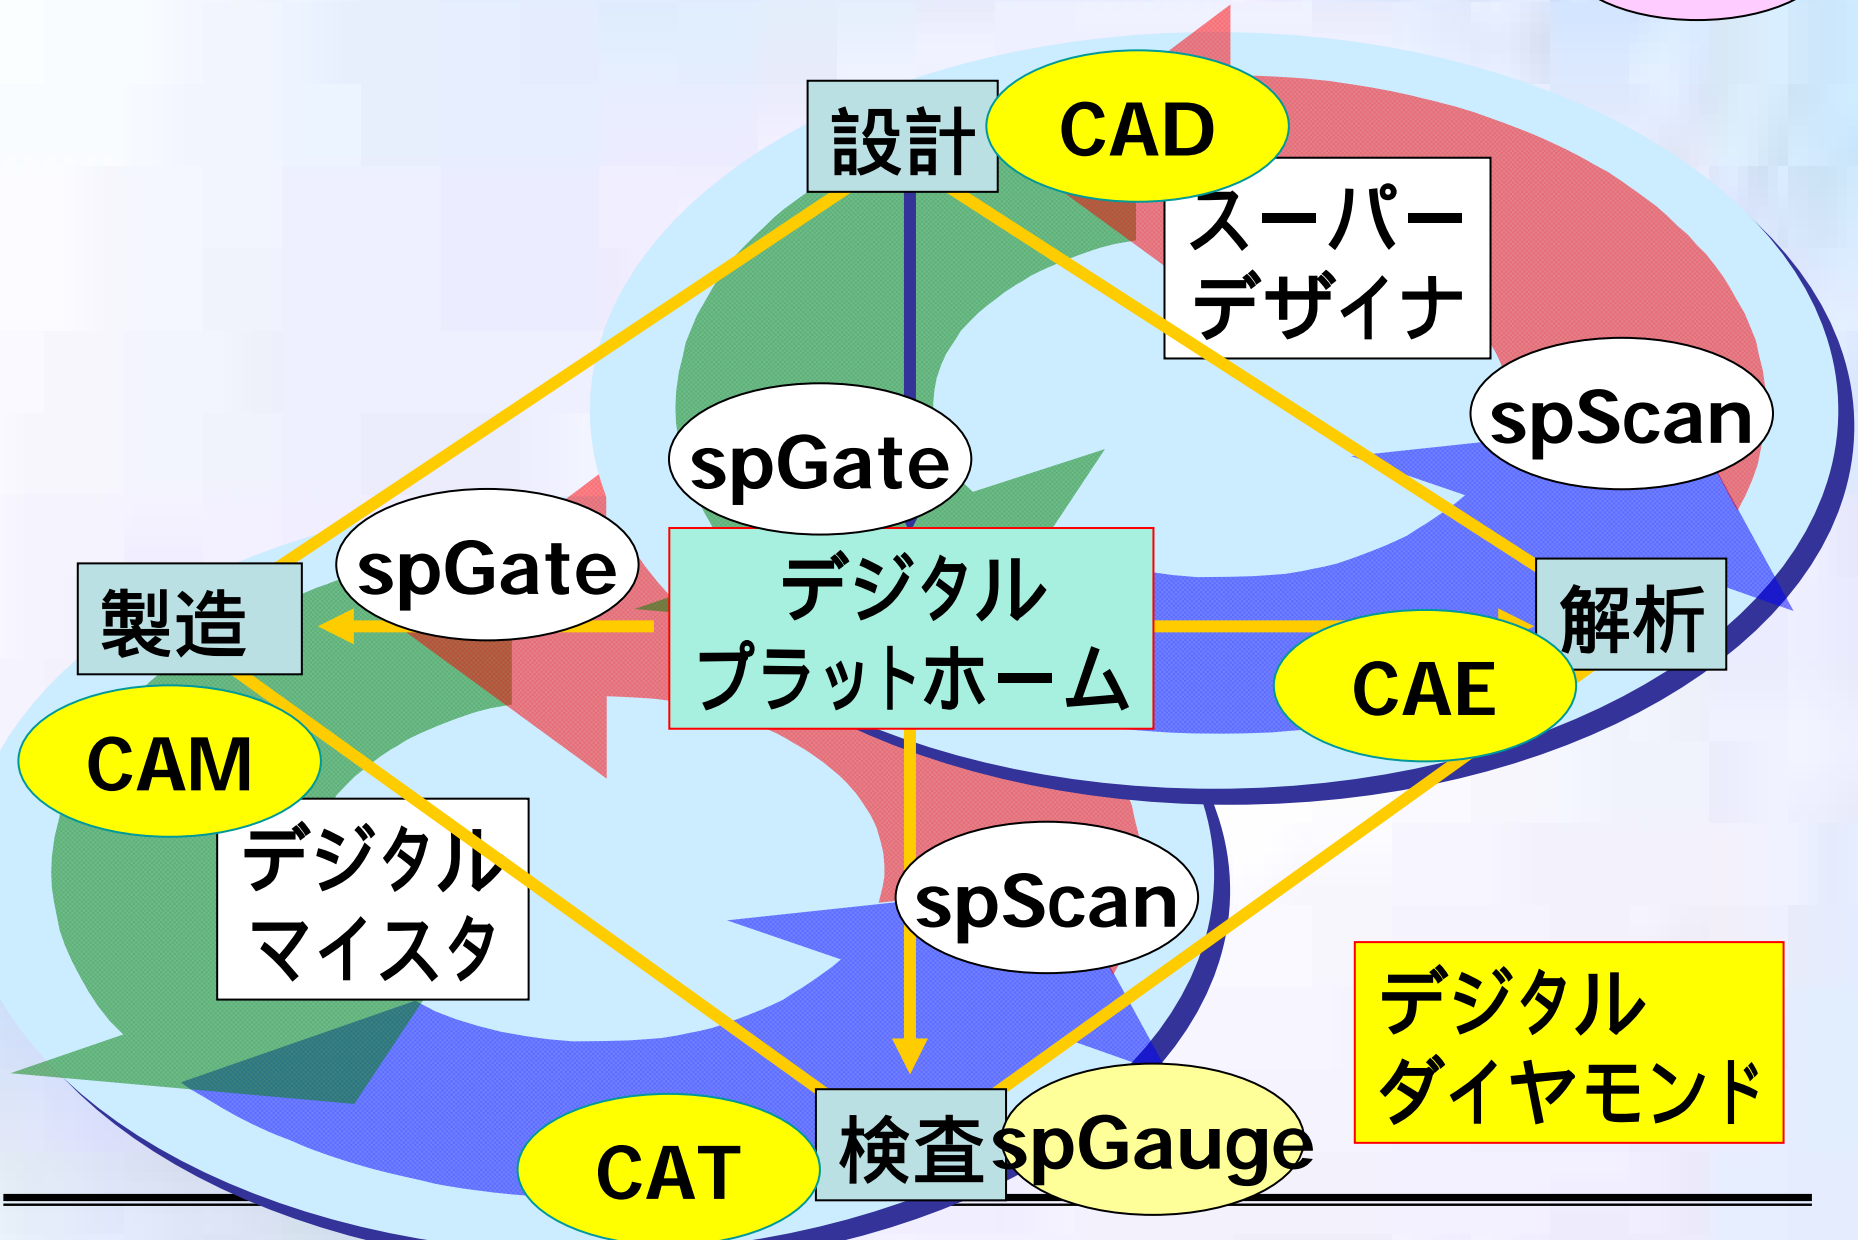 設計
CAD
スーパー
デザイナ
spScan
spGate
spGate
デジタル
プラットホーム
製造
解析
CAE
CAM
デジタル
マイスタ
spScan
デジタル
ダイヤモンド
検査
spGauge
CAT